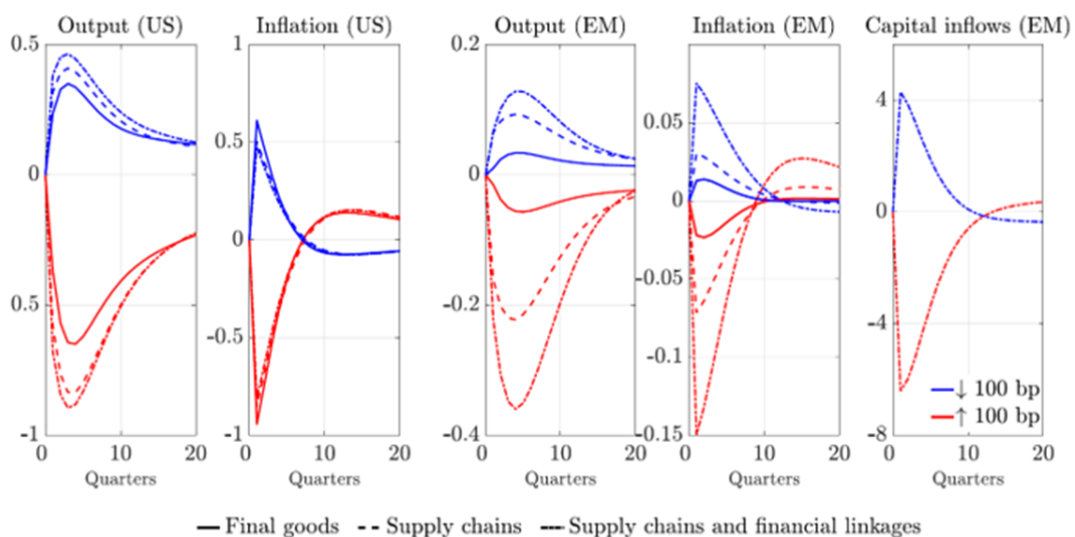 Output (US) Inflation (US) Output (EM) Inflation (EM) Capital inflows (EM)
0.5 1 0.2
0.05 4
0.5
0 0 0 0 0
-0.05
0.5 -0.5 -0.2 -4
-0.1
↓ 100 bp
↑ 100 bp
-1 -1 -0.4 -0.15 -8
0 10 20 0 10 20 0 10 20 0 10 20 0 10 20
Quarters Quarters Quarters Quarters Quarters
Final goods Supply chains Supply chains and financial linkages